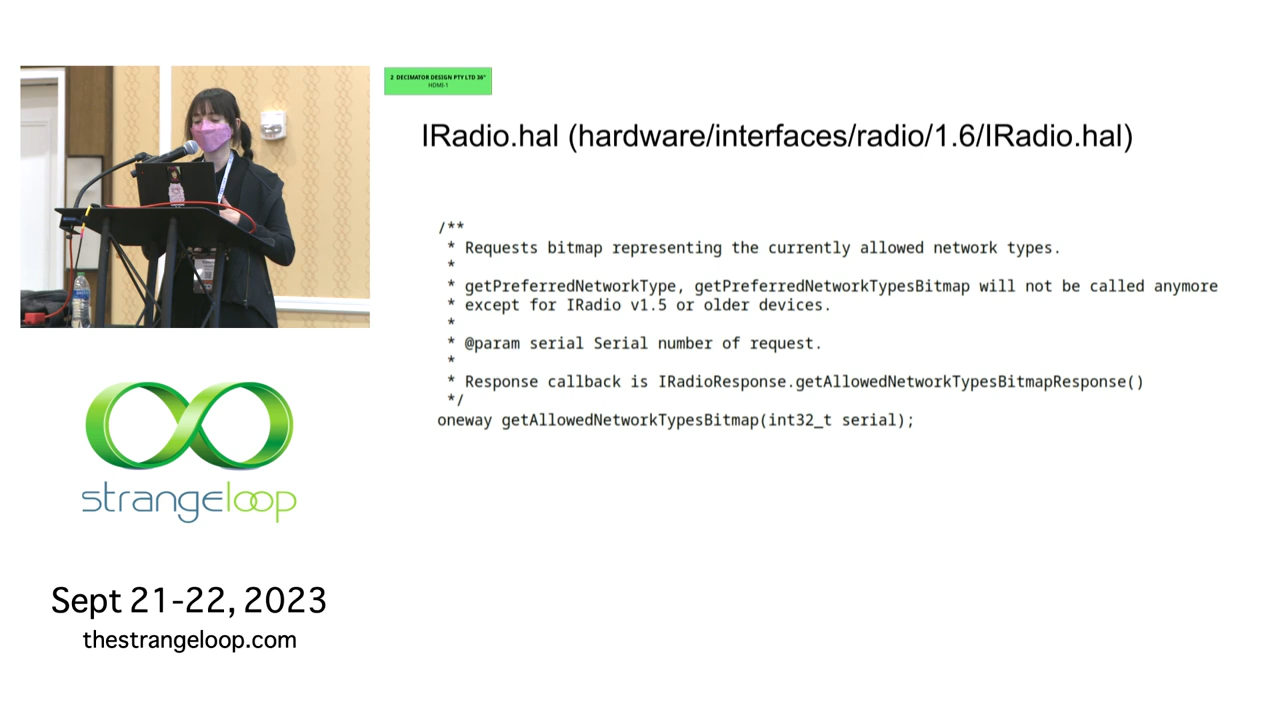 2 DECIMATOR DESIGN PTY LTD 36"
HDMI-1
IRadio.hal (hardware/interfaces/radio/1.6/IRadio.hal)
/**
* Requests bitmap representing the currently allowed network types.
*
* getPreferredNetworkType, getPreferredNetworkTypesBitmap will not be called anymore
* except for IRadio v1.5 or older devices.
*
* @param serial Serial number of request.
*
* Response callback is IRadioResponse.getAllowedNetworkTypesBitmapResponse()
*/
oneway getAllowedNetworkTypesBitmap(int32_t serial);
strangeloop
Sept 21-22, 2023
thestrangeloop.com